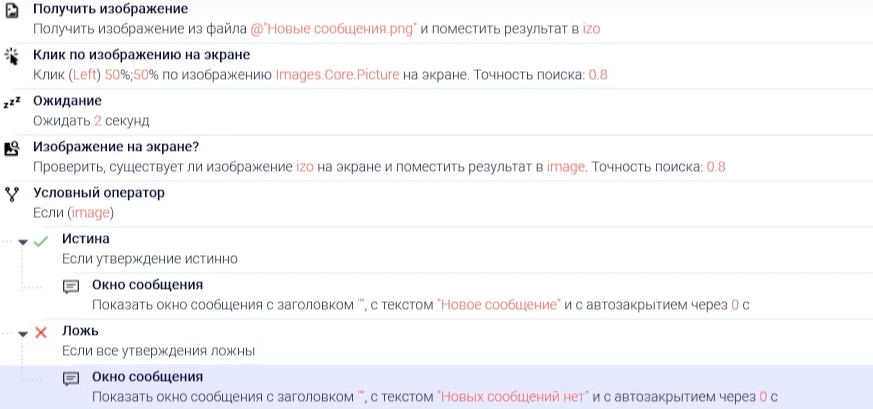 Получить изображение
Получить изображение из файла @"Новые сообщения.png" и поместить результат в izo
Клик по изображению на экране
Клик (Left) 50%;50% по изображению Images.Core.Picture на экране. Точность поиска: 0.8
zzz
Ожидание
Ожидать 2 секунд
Изображение на экране?
Проверить, существует ли изображение izo на экране и поместить результат в image. Точность поиска: 0.8
Условный оператор
Если (image)
Истина
Если утверждение истинно
Окно сообщения
Показать окно сообщения с заголовком "", с текстом "Новое сообщение" и с автозакрытием через 0 с
Ложь
Если все утверждения ложны
Окно сообщения
Показать окно сообщения с заголовком "", с текстом "Новых сообщений нет" и с автозакрытием через 0 с